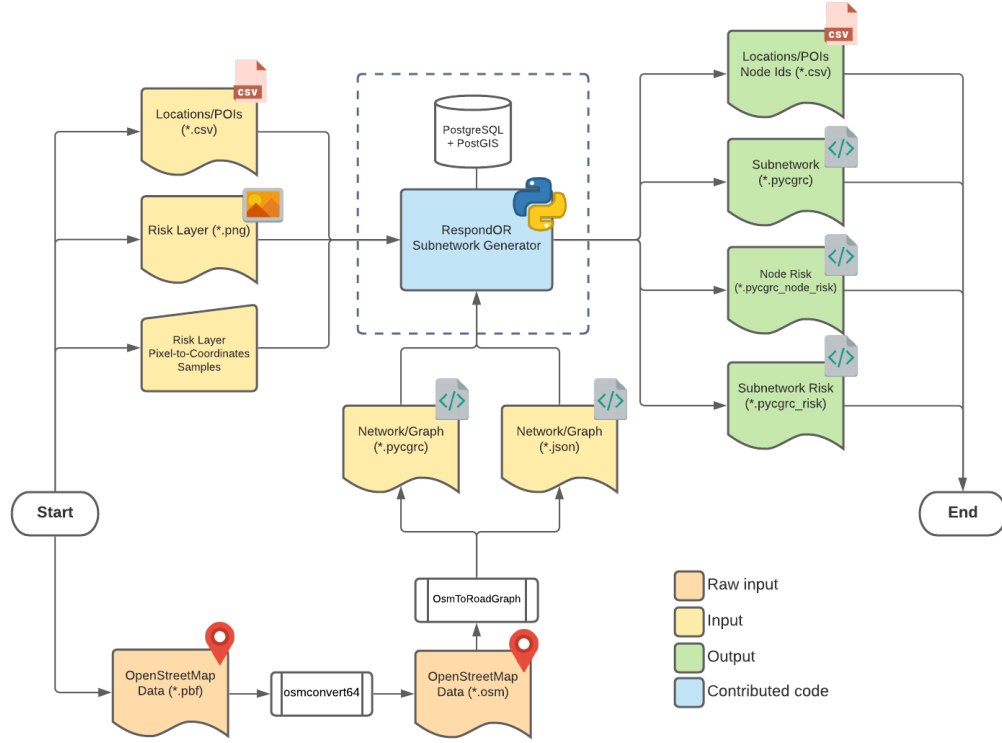 Locations/POIs
(*.csv)
CSV
Risk Layer (*.png)
Risk Layer
Pixel-to-Coordinates
Samples
PostgreSQL
+ PostGIS
RespondOR
Subnetwork Generator
Locations/POIs
Node Ids (*.csv)
CSV
Subnetwork
(*.pycgrc)
</>
Node Risk
(*.pycgrc_node_risk)
</>
Subnetwork Risk
(*.pycgrc_risk)
</>
Network/Graph
(*.pycgrc)
</>
Network/Graph
(*.json)
</>
Start
End
OsmToRoadGraph
OpenStreetMap
Data (*.pbf)
osmconvert64
OpenStreetMap
Data (*.osm)
Raw input
Input
Output
Contributed code